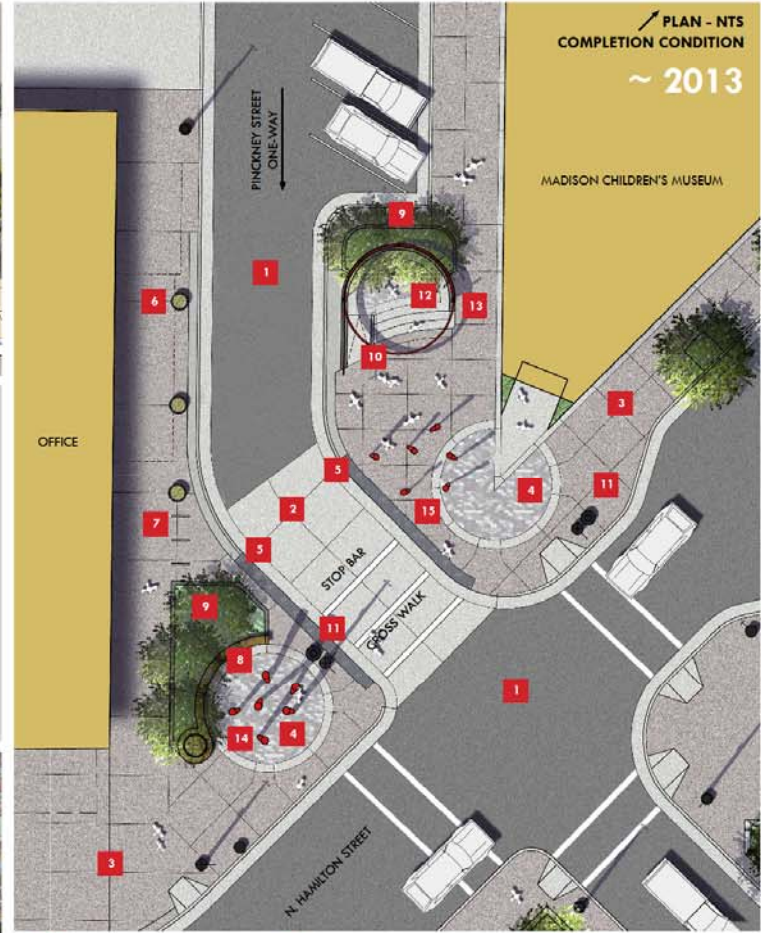 PLAN - NTS
COMPLETION CONDITION
~ 2013
PINCKNEY STREET
ONE-WAY
MADISON CHILDREN'S MUSEUM
9
1
12
13
6
10
3
OFFICE
5
4
11
15
2
7
5
STOP BAR
9
11
CROSS WALK
8
1
14
4
3
N. HAMILTON STREET